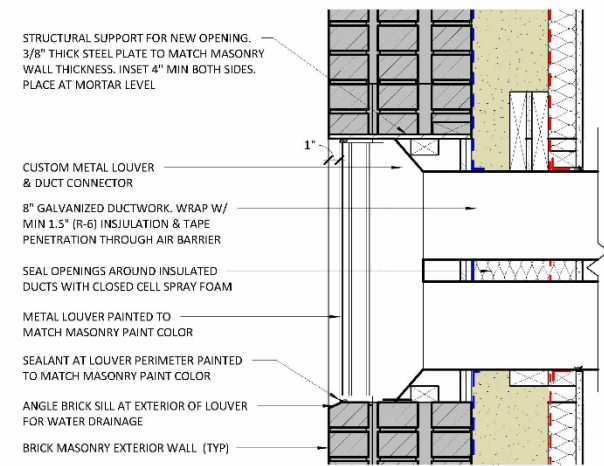 STRUCTURAL SUPPORT FOR NEW OPENING.
3/8" THICK STEEL PLATE TO MATCH MASONRY
WALL THICKNESS. INSET 4" MIN BOTH SIDES.
PLACE AT MORTAR LEVEL
1"
CUSTOM METAL LOUVER
& DUCT CONNECTOR
8" GALVANIZED DUCTWORK. WRAP W/
MIN 1.5" (R-6) INSJULATION & TAPE
PENETRATION THROUGH AIR BARRIER
SEAL OPENINGS AROUND INSULATED
DUCTS WITH CLOSED CELL SPRAY FOAM
METAL LOUVER PAINTED TO
MATCH MASONRY PAINT COLOR
SEALANT AT LOUVER PERIMETER PAINTED
TO MATCH MASONRY PAINT COLOR
ANGLE BRICK SILL AT EXTERIOR OF LOUVER
FOR WATER DRAINAGE
BRICK MASONRY EXTERIOR WALL (TYP)